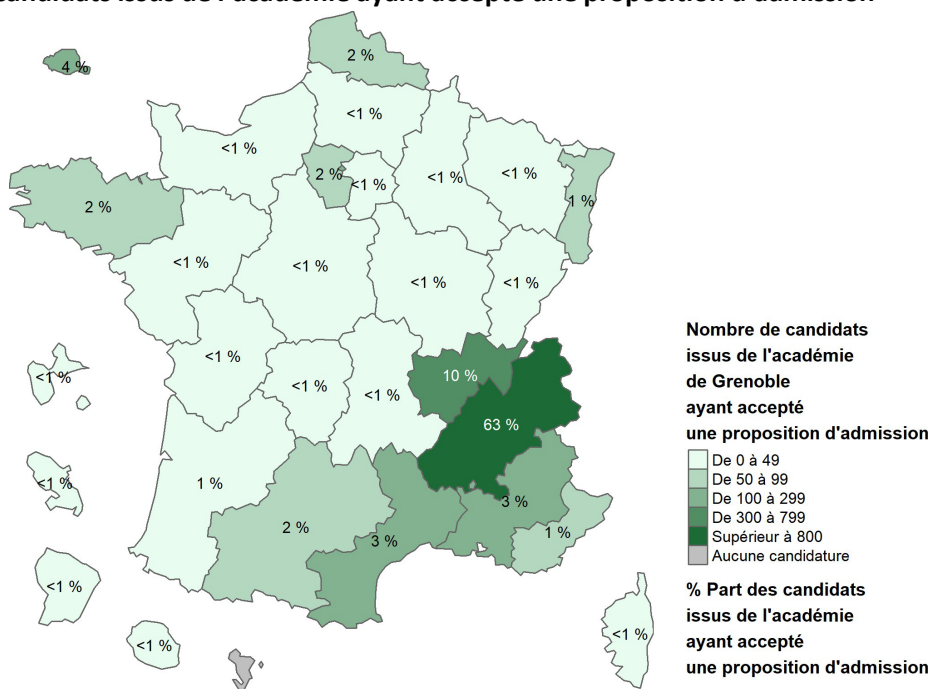 candidats issus de l'académie ayant accepté une proposition d'admission
2 %
4 %
<1 %
<1 %
2 %
<1 %
<1 %
<1 %
1 %
2 %
<1 %
<1 %
<1 %
<1 %
<1 %
<1 %
<1 %
<1 %
10 %
63 %
<1 %
1 %
2 %
3 %
3 %
1 %
<1 %
<1 %
<1 %
Nombre de candidats
issus de l'académie
de Grenoble
ayant accepté
une proposition d'admission
De 0 à 49
De 50 à 99
De 100 à 299
De 300 à 799
Supérieur à 800
Aucune candidature
% Part des candidats
issus de l'académie
ayant accepté
une proposition d'admission